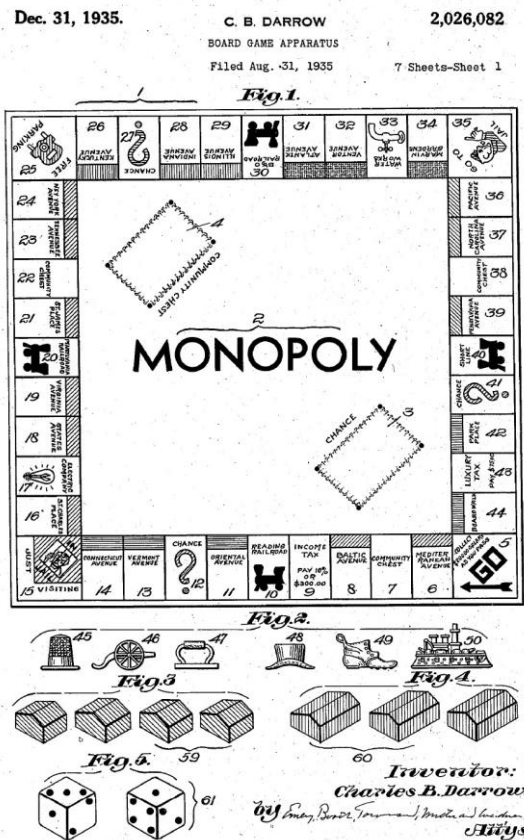 Dec. 31, 1935.
C. B. DARROW
2,026,082
BOARD GAME APPARATUS
Filed Aug. 31, 1935
7 Sheets-Sheet 1
Fig.1.
1
FREE PARKING
25
26
KENTUCKY AVENUE
27
CHANCE
28
INDIANA AVENUE
29
ILLINOIS AVENUE
B&O RAILROAD
30
31
ATLANTIC AVENUE
32
VENTNOR AVENUE
33
WATER WORKS
34
MARVIN GARDENS
35
GO TO JAIL
24
NEW YORK AVENUE
23
TENNESSEE AVENUE
22
COMMUNITY CHEST
21
ST. JAMES PLACE
20
PENNSYLVANIA RAILROAD
19
VIRGINIA AVENUE
18
STATES AVENUE
17
ELECTRIC COMPANY
16
ST. CHARLES PLACE
4
COMMUNITY CHEST
2
MONOPOLY
CHANCE
3
PACIFIC AVENUE
36
NORTH CAROLINA AVENUE
37
COMMUNITY CHEST
38
PENNSYLVANIA AVENUE
39
SHORT LINE
40
CHANCE
41
PARK PLACE
42
LUXURY TAX
43
BOARDWALK
44
JUST
15 VISITING
CONNECTICUT AVENUE
14
VERMONT AVENUE
13
CHANCE
12
ORIENTAL AVENUE
11
READING RAILROAD
10
INCOME TAX
PAY 10% OR $300.00
9
BALTIC AVENUE
8
COMMUNITY CHEST
7
MEDITERRANEAN AVENUE
6
GO
5
Fig.2.
45
46
47
48
49
50
Fig.3
59
Fig.4.
60
Fig.5.
61
Inventor:
Charles B. Darrow
by